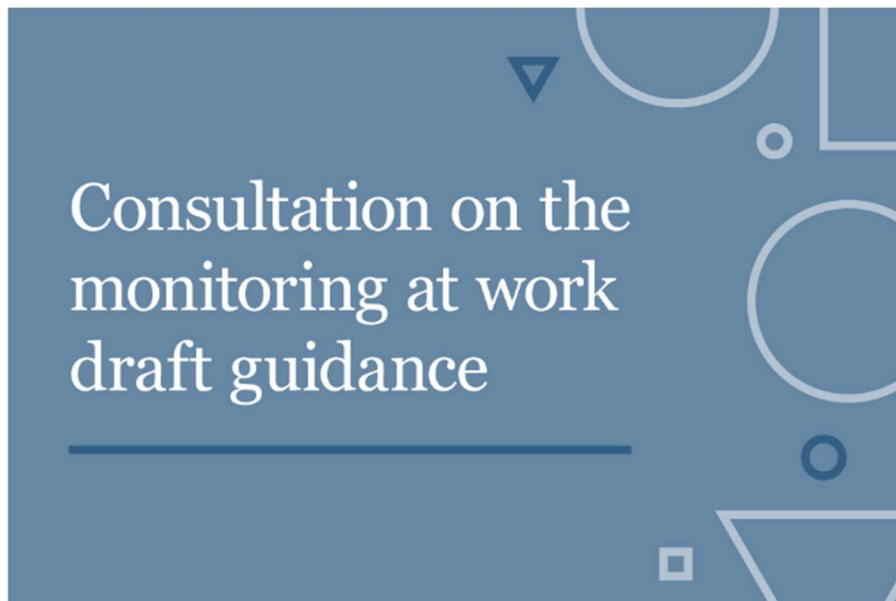 Consultation on the
monitoring at work
draft guidance